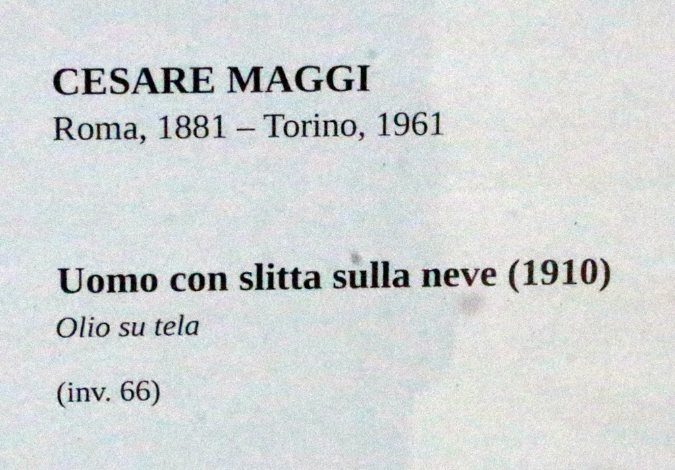 CESARE MAGGI
Roma, 1881 – Torino, 1961
Uomo con slitta sulla neve (1910)
Olio su tela
(inv. 66)